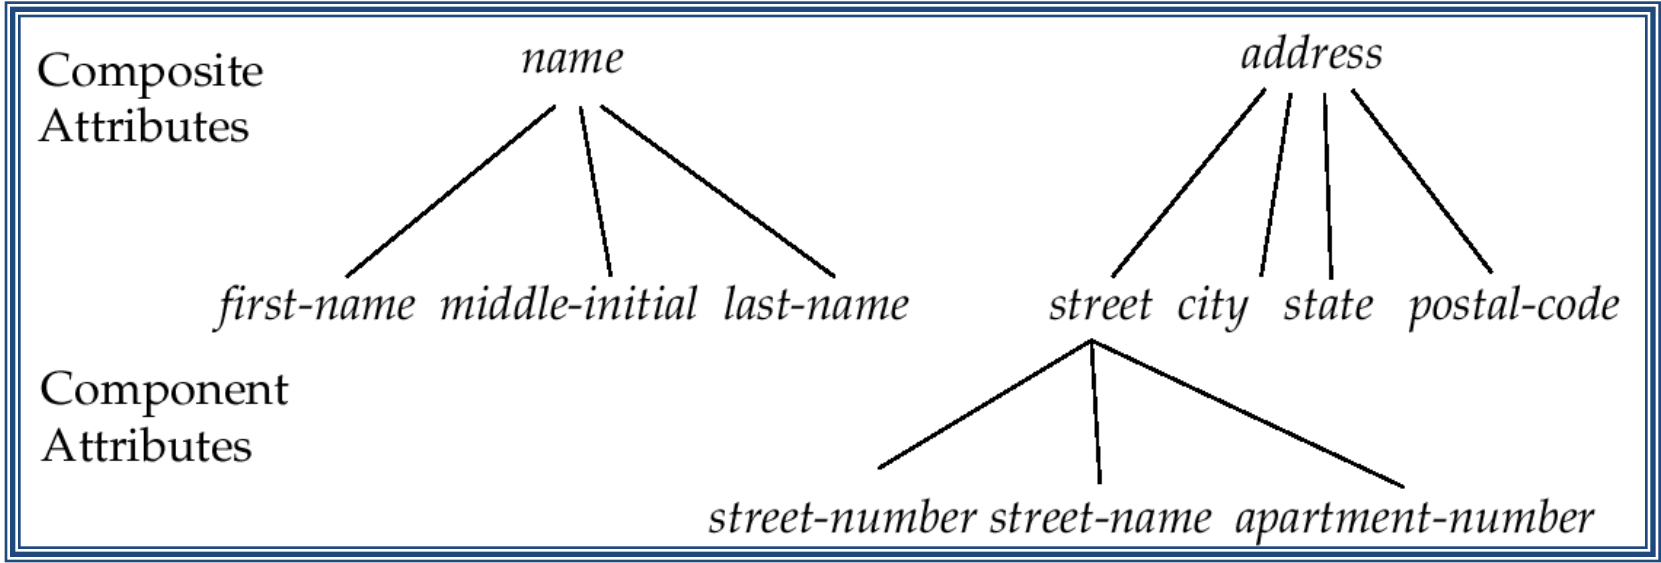 Composite
Attributes
name
address
first-name middle-initial last-name
street city state postal-code
Component
Attributes
street-number street-name apartment-number